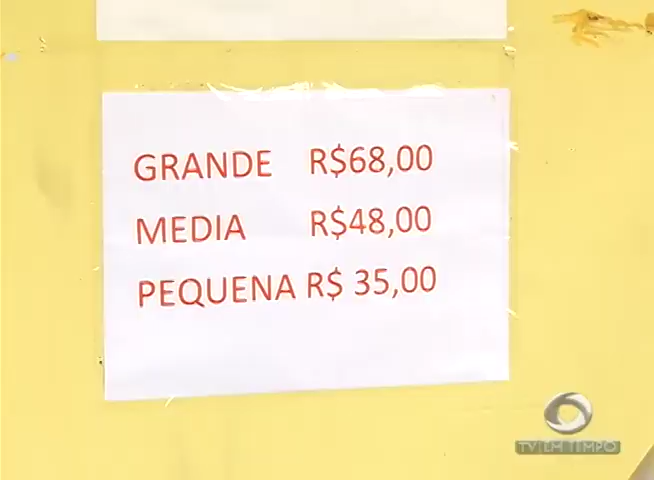 GRANDE R$68,00
MEDIA R$48,00
PEQUENA R$ 35,00
TV EM TEMPO